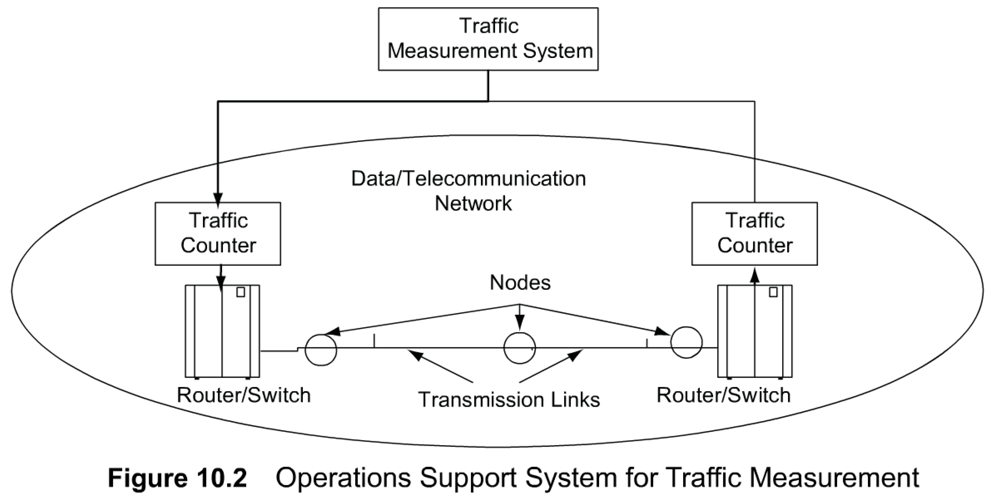 Traffic
Measurement System
Data/Telecommunication
Network
Traffic
Counter
Traffic
Counter
Nodes
Router/Switch
Transmission Links
Router/Switch
Figure 10.2 Operations Support System for Traffic Measurement